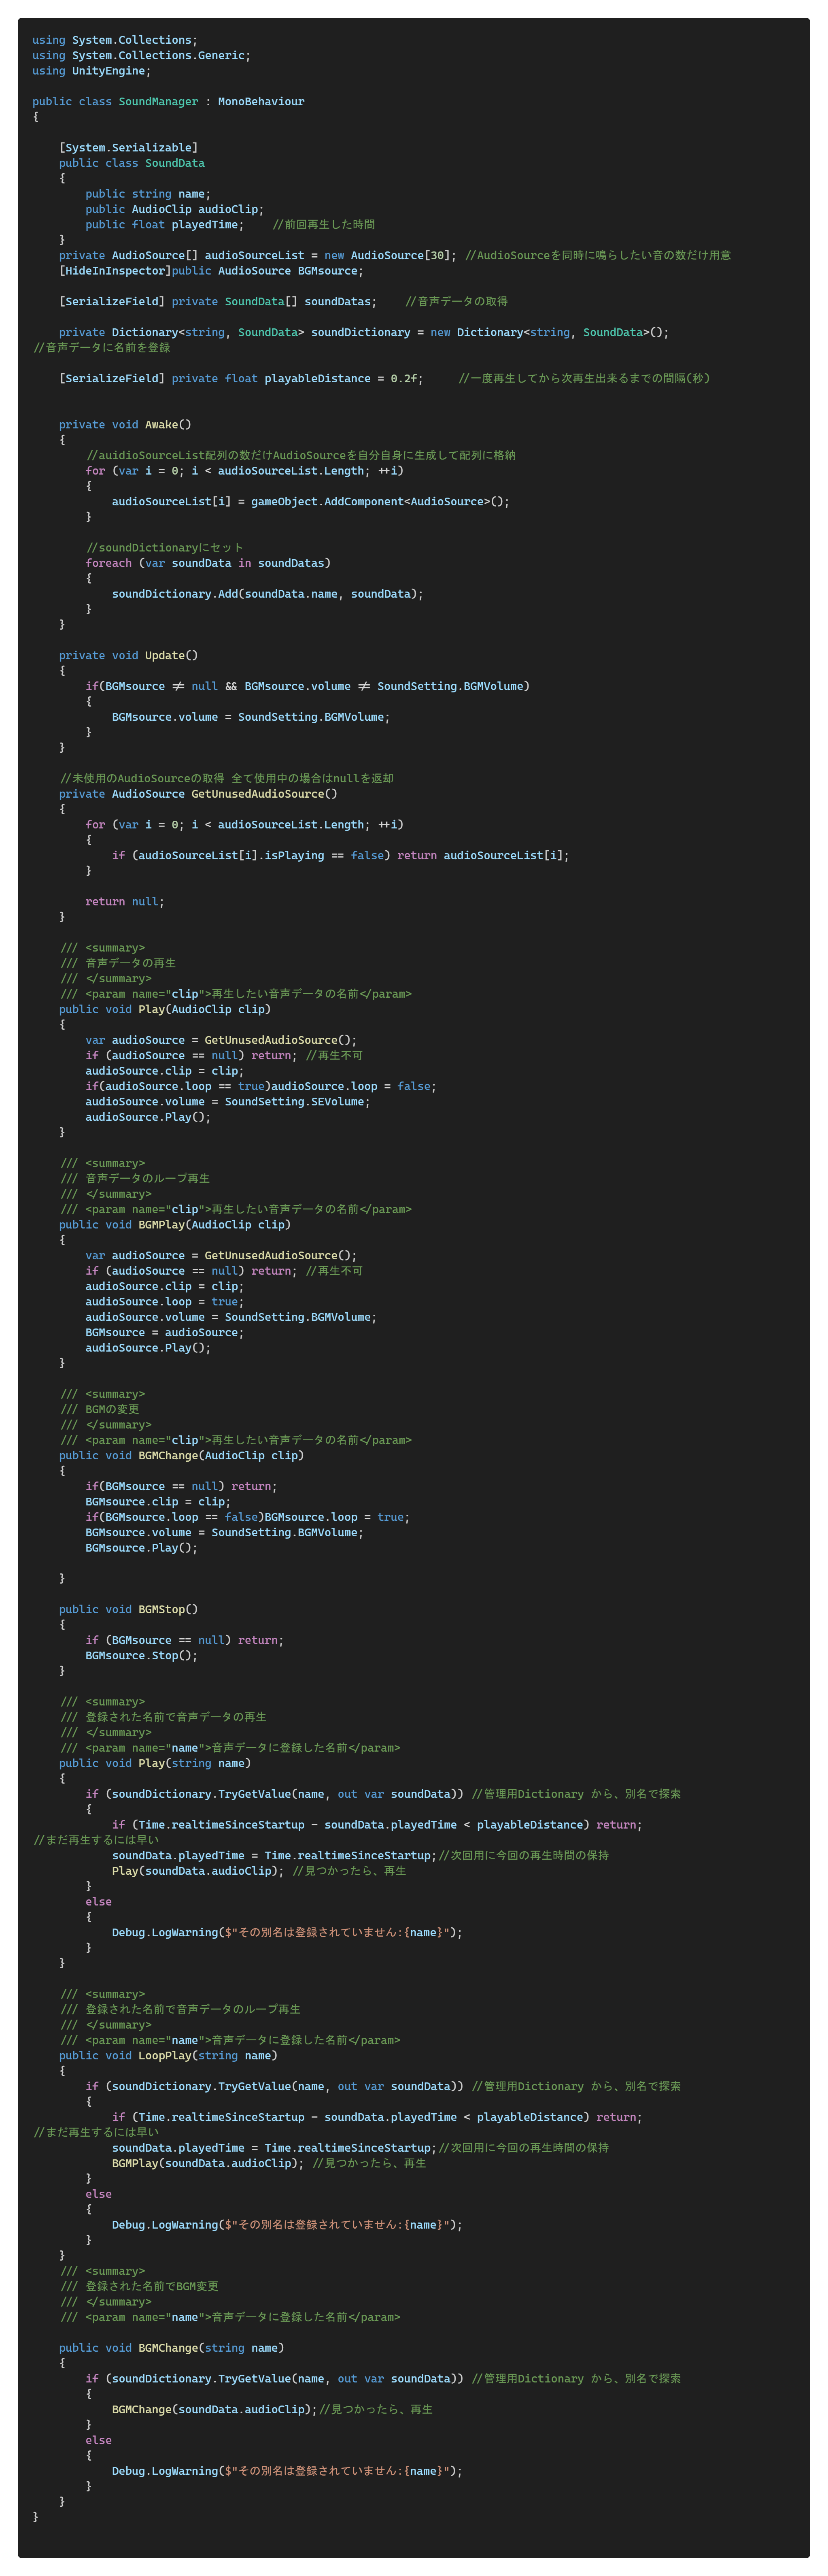 using System.Collections;
using System.Collections.Generic;
using UnityEngine;
public class SoundManager : MonoBehaviour
{
[System.Serializable]
public class SoundData
{
public string name;
public AudioClip audioClip;
public float playedTime;    //前回再生した時間
}
private AudioSource[] audioSourceList = new AudioSource[30]; //AudioSourceを同時に鳴らしたい音の数だけ用意
[HideInInspector]public AudioSource BGMsource;
[SerializeField] private SoundData[] soundDatas;    //音声データの取得
private Dictionary<string, SoundData> soundDictionary = new Dictionary<string, SoundData>();
//音声データに名前を登録
[SerializeField] private float playableDistance = 0.2f;     //一度再生してから次再生出来るまでの間隔(秒)
private void Awake()
{
//auidioSourceList配列の数だけAudioSourceを自分自身に生成して配列に格納
for (var i = 0; i < audioSourceList.Length; ++i)
{
audioSourceList[i] = gameObject.AddComponent<AudioSource>();
}
//soundDictionaryにセット
foreach (var soundData in soundDatas)
{
soundDictionary.Add(soundData.name, soundData);
}
}
private void Update()
{
if(BGMsource != null && BGMsource.volume != SoundSetting.BGMVolume)
{
BGMsource.volume = SoundSetting.BGMVolume;
}
}
//未使用のAudioSourceの取得 全て使用中の場合はnullを返却
private AudioSource GetUnusedAudioSource()
{
for (var i = 0; i < audioSourceList.Length; ++i)
{
if (audioSourceList[i].isPlaying == false) return audioSourceList[i];
}
return null;
}
/// <summary>
/// 音声データの再生
/// </summary>
/// <param name="clip">再生したい音声データの名前</param>
public void Play(AudioClip clip)
{
var audioSource = GetUnusedAudioSource();
if (audioSource == null) return; //再生不可
audioSource.clip = clip;
if(audioSource.loop == true)audioSource.loop = false;
audioSource.volume = SoundSetting.SEVolume;
audioSource.Play();
}
/// <summary>
/// 音声データのループ再生
/// </summary>
/// <param name="clip">再生したい音声データの名前</param>
public void BGMPlay(AudioClip clip)
{
var audioSource = GetUnusedAudioSource();
if (audioSource == null) return; //再生不可
audioSource.clip = clip;
audioSource.loop = true;
audioSource.volume = SoundSetting.BGMVolume;
BGMsource = audioSource;
audioSource.Play();
}
/// <summary>
/// BGMの変更
/// </summary>
/// <param name="clip">再生したい音声データの名前</param>
public void BGMChange(AudioClip clip)
{
if(BGMsource == null) return;
BGMsource.clip = clip;
if(BGMsource.loop == false)BGMsource.loop = true;
BGMsource.volume = SoundSetting.BGMVolume;
BGMsource.Play();
}
public void BGMStop()
{
if (BGMsource == null) return;
BGMsource.Stop();
}
/// <summary>
/// 登録された名前で音声データの再生
/// </summary>
/// <param name="name">音声データに登録した名前</param>
public void Play(string name)
{
if (soundDictionary.TryGetValue(name, out var soundData)) //管理用Dictionary から、別名で探索
{
if (Time.realtimeSinceStartup - soundData.playedTime < playableDistance) return;
//まだ再生するには早い
soundData.playedTime = Time.realtimeSinceStartup;//次回用に今回の再生時間の保持
Play(soundData.audioClip); //見つかったら、再生
}
else
{
Debug.LogWarning($"その別名は登録されていません:{name}");
}
}
/// <summary>
/// 登録された名前で音声データのループ再生
/// </summary>
/// <param name="name">音声データに登録した名前</param>
public void LoopPlay(string name)
{
if (soundDictionary.TryGetValue(name, out var soundData)) //管理用Dictionary から、別名で探索
{
if (Time.realtimeSinceStartup - soundData.playedTime < playableDistance) return;
//まだ再生するには早い
soundData.playedTime = Time.realtimeSinceStartup;//次回用に今回の再生時間の保持
BGMPlay(soundData.audioClip); //見つかったら、再生
}
else
{
Debug.LogWarning($"その別名は登録されていません:{name}");
}
}
/// <summary>
/// 登録された名前でBGM変更
/// </summary>
/// <param name="name">音声データに登録した名前</param>
public void BGMChange(string name)
{
if (soundDictionary.TryGetValue(name, out var soundData)) //管理用Dictionary から、別名で探索
{
BGMChange(soundData.audioClip);//見つかったら、再生
}
else
{
Debug.LogWarning($"その別名は登録されていません:{name}");
}
}
}